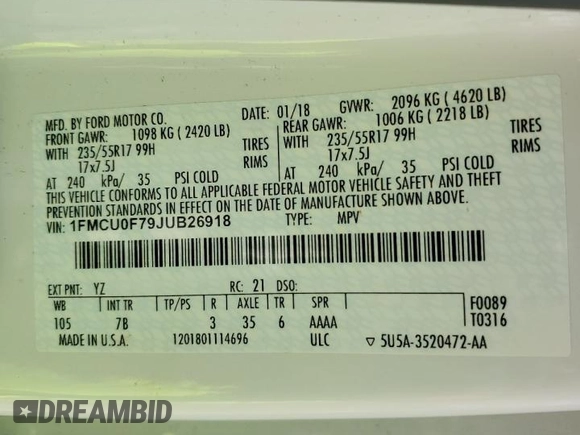 MFD. BY FORD MOTOR CO.
DATE: 01/18 GVWR: 2096 KG ( 4620 LB)
FRONT GAWR: 1098 KG ( 2420 LB) REAR GAWR: 1006 KG ( 2218 LB)
WITH 235/55R17 99H TIRES WITH 235/55R17 99H TIRES
17x7.5J RIMS 17x7.5J RIMS
AT 240 kPa/ 35 PSI COLD AT 240 kPa/ 35 PSI COLD
THIS VEHICLE CONFORMS TO ALL APPLICABLE FEDERAL MOTOR VEHICLE SAFETY AND THEFT
PREVENTION STANDARDS IN EFFECT ON THE DATE OF MANUFACTURE SHOWN ABOVE.
VIN: 1FMCU0F79JUB26918 TYPE: MPV
EXT PNT: YZ RC: 21 DSO:
WB INT TR TP/PS R AXLE TR SPR F0089
105 7B 3 35 6 AAAA T0316
MADE IN U.S.A. 1201801114696 ULC ▽ 5U5A-3520472-AA
DREAMBID